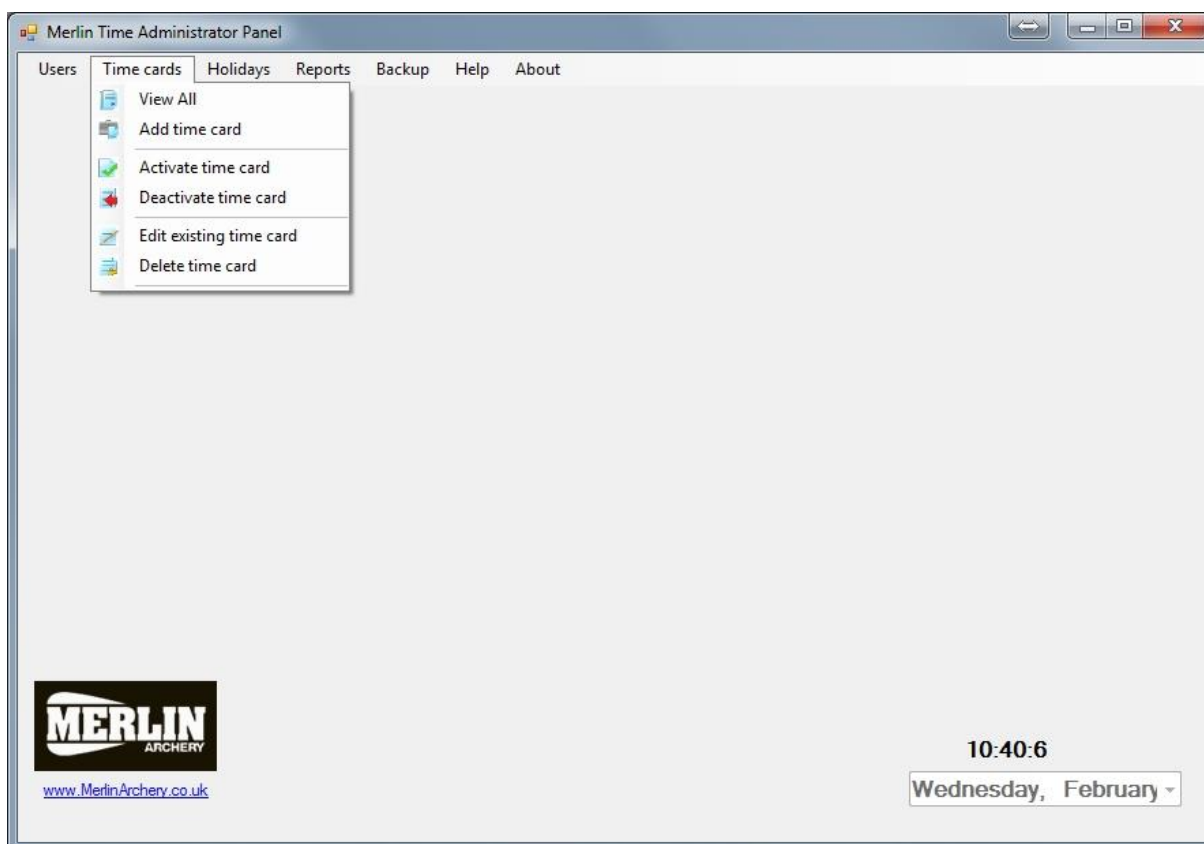 Merlin Time Administrator Panel
Users Time cards Holidays Reports Backup Help About
View All
Add time card
Activate time card
Deactivate time card
Edit existing time card
Delete time card
MERLIN
ARCHERY
www.MerlinArchery.co.uk
10:40:6
Wednesday, February